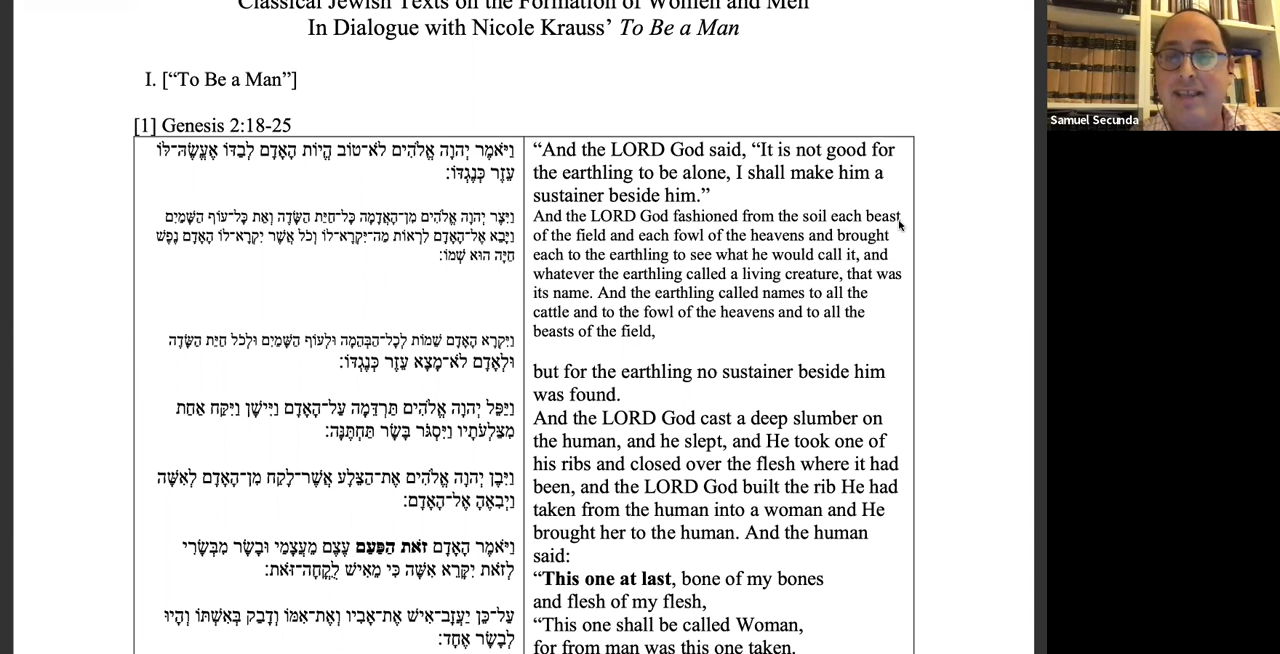 Classical Jewish Texts on the Formation of Women and Men
In Dialogue with Nicole Krauss’ To Be a Man
I. [“To Be a Man”]
[1] Genesis 2:18-25
וַיֹּאמֶר יְהוָה אֱלֹהִים לֹא־טוֹב הֱיוֹת הָאָדָם לְבַדּוֹ אֶעֱשֶׂהּ־לּוֹ
עֵזֶר כְּנֶגְדּוֹ׃
וַיִּצֶר יְהוָה אֱלֹהִים מִן־הָאֲדָמָה כָּל־חַיַּת הַשָּׂדֶה וְאֵת כָּל־עוֹף הַשָּׁמַיִם
וַיָּבֵא אֶל־הָאָדָם לִרְאוֹת מַה־יִּקְרָא־לוֹ וְכֹל אֲשֶׁר יִקְרָא־לוֹ הָאָדָם נֶפֶשׁ
חַיָּה הוּא שְׁמוֹ׃
וַיִּקְרָא הָאָדָם שֵׁמוֹת לְכָל־הַבְּהֵמָה וּלְעוֹף הַשָּׁמַיִם וּלְכֹל חַיַּת הַשָּׂדֶה
וּלְאָדָם לֹא־מָצָא עֵזֶר כְּנֶגְדּוֹ׃
וַיַּפֵּל יְהוָה אֱלֹהִים תַּרְדֵּמָה עַל־הָאָדָם וַיִּישָׁן וַיִּקַּח אַחַת
מִצַּלְעֹתָיו וַיִּסְגֹּר בָּשָׂר תַּחְתֶּנָּה׃
וַיִּבֶן יְהוָה אֱלֹהִים אֶת־הַצֵּלָע אֲשֶׁר־לָקַח מִן־הָאָדָם לְאִשָּׁה
וַיְבִאֶהָ אֶל־הָאָדָם׃
וַיֹּאמֶר הָאָדָם זֹאת הַפַּעַם עֶצֶם מֵעֲצָמַי וּבָשָׂר מִבְּשָׂרִי
לְזֹאת יִקָּרֵא אִשָּׁה כִּי מֵאִישׁ לֻקֳחָה־זֹּאת׃
עַל־כֵּן יַעֲזָב־אִישׁ אֶת־אָבִיו וְאֶת־אִמּוֹ וְדָבַק בְּאִשְׁתּוֹ וְהָיוּ
לְבָשָׂר אֶחָד׃
“And the LORD God said, “It is not good for
the earthling to be alone, I shall make him a
sustainer beside him.”
And the LORD God fashioned from the soil each beast
of the field and each fowl of the heavens and brought
each to the earthling to see what he would call it, and
whatever the earthling called a living creature, that was
its name. And the earthling called names to all the
cattle and to the fowl of the heavens and to all the
beasts of the field,
but for the earthling no sustainer beside him
was found.
And the LORD God cast a deep slumber on
the human, and he slept, and He took one of
his ribs and closed over the flesh where it had
been, and the LORD God built the rib He had
taken from the human into a woman and He
brought her to the human. And the human
said:
“This one at last, bone of my bones
and flesh of my flesh,
“This one shall be called Woman,
for from man was this one taken.
Samuel Secunda